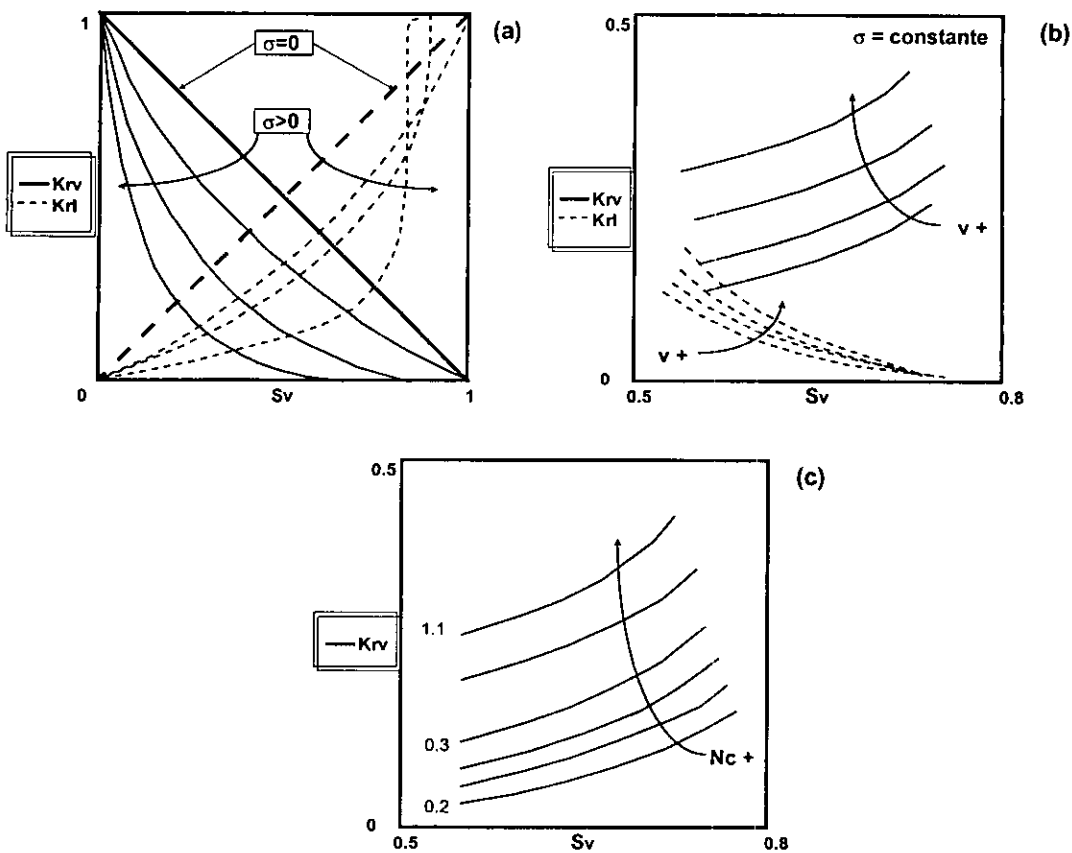 1
(a)
σ=0
σ>0
Krv
Krl
0
Sv
1
0.5
(b)
σ = constante
Krv
Krl
v +
v +
0
0.5
Sv
0.8
0.5
(c)
1.1
Krv
0.3
0.2
Nc +
0
0.5
Sv
0.8